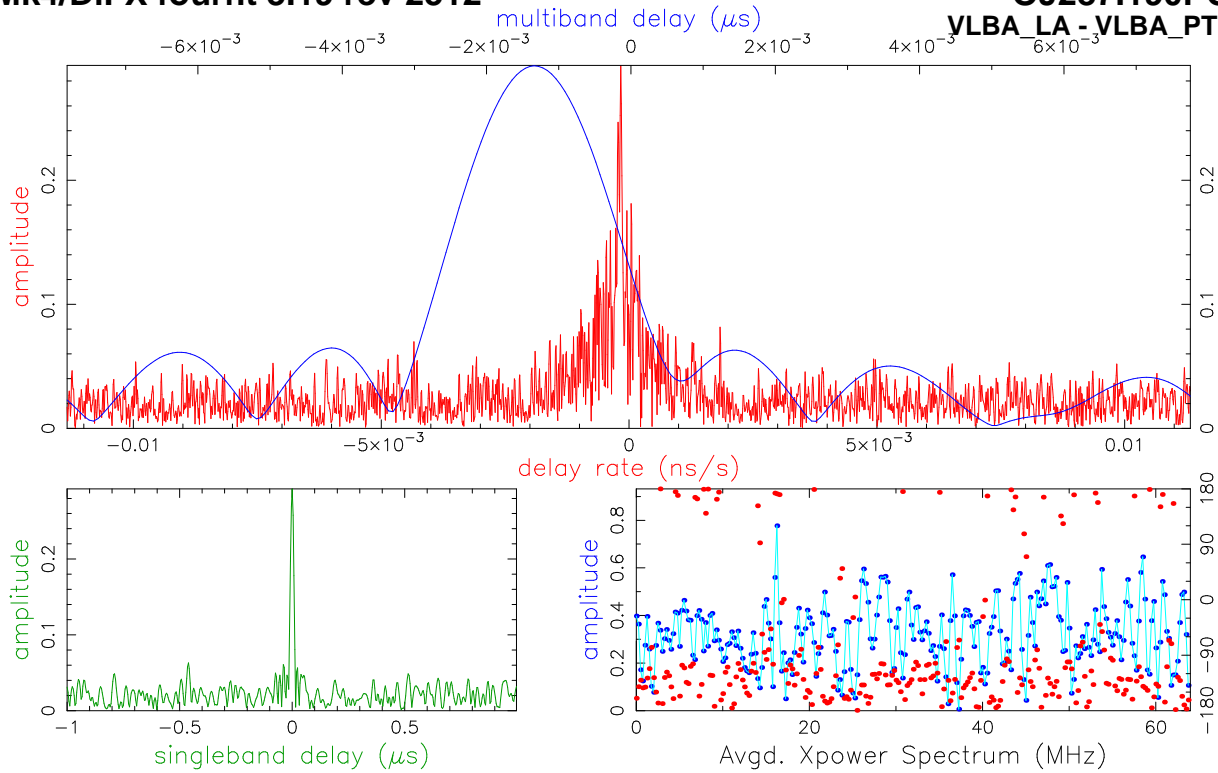 multiband delay (μs)
VLBA_LA - VLBA_PT
−6×10⁻³ −4×10⁻³ −2×10⁻³ 0 2×10⁻³ 4×10⁻³ 6×10⁻³
amplitude
0 0.1 0.2
0 0.1 0.2
−0.01 −5×10⁻³ 0 5×10⁻³ 0.01
delay rate (ns/s)
amplitude
0 0.2
−1 −0.5 0 0.5
singleband delay (μs)
amplitude
0 0.2 0.4 0.6 0.8
180 90 0 −90 −180
0 20 40 60
Avgd. Xpower Spectrum (MHz)